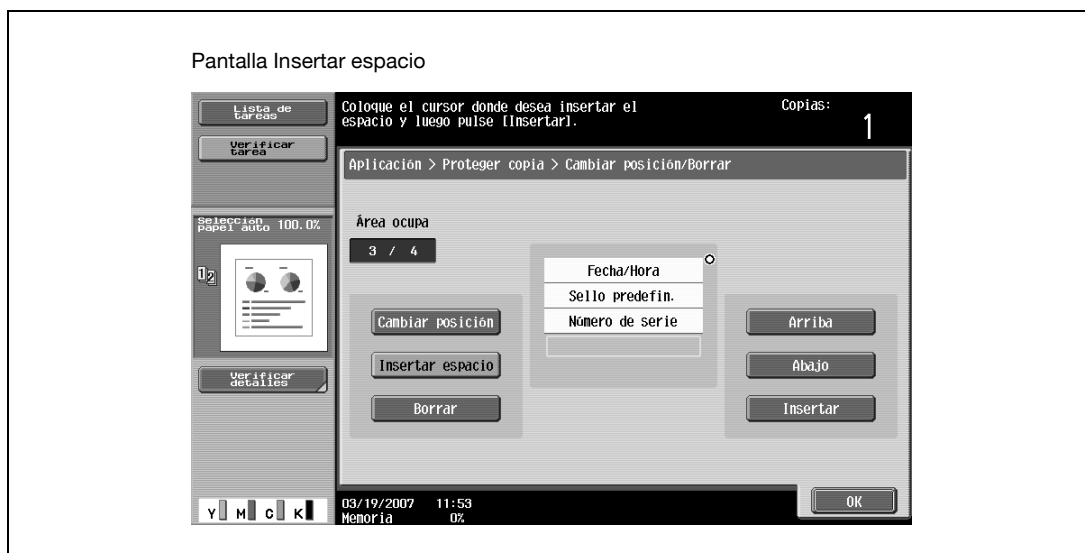 Pantalla Insertar espacio
Lista de
tareas
Verificar
tarea
Coloque el cursor donde desea insertar el
espacio y luego pulse [Insertar].
Copias:
1
Aplicación > Proteger copia > Cambiar posición/Borrar
Selección
papel auto 100.0%
12
Verificar
detalles
Área ocupa
3 / 4
Cambiar posición
Insertar espacio
Borrar
Fecha/Hora
Sello predefin.
Número de serie
Arriba
Abajo
Insertar
Y M C K
03/19/2007 11:53
Memoria 0%
OK